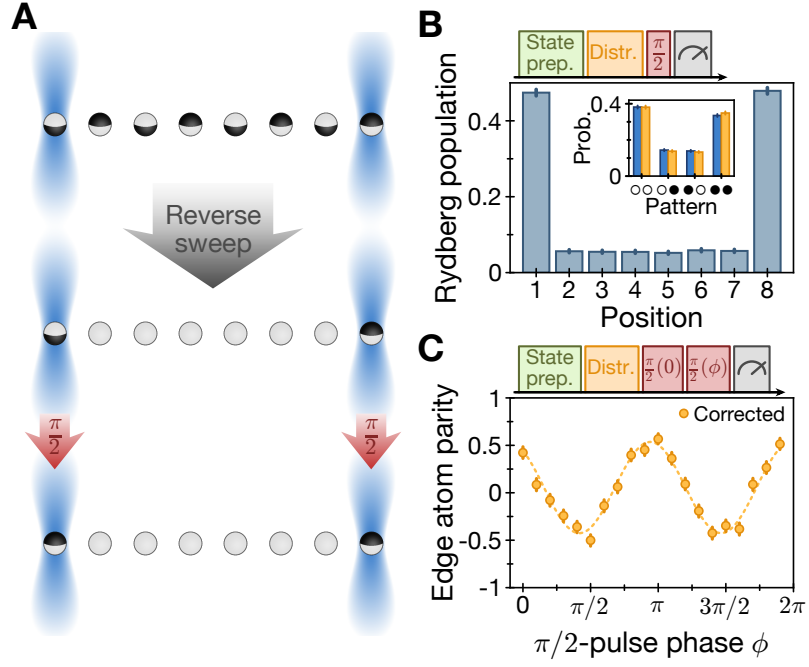 A
Reverse
sweep
π/2
π/2
B
State
prep.
Distr.
π/2
Rydberg population
0.4
0.2
0
Prob.
0.4
0
Pattern
1 2 3 4 5 6 7 8
Position
C
State
prep.
Distr.
π/2(0)
π/2(ϕ)
Edge atom parity
1
0.5
0
-0.5
-1
Corrected
0 π/2 π 3π/2 2π
π/2-pulse phase ϕ